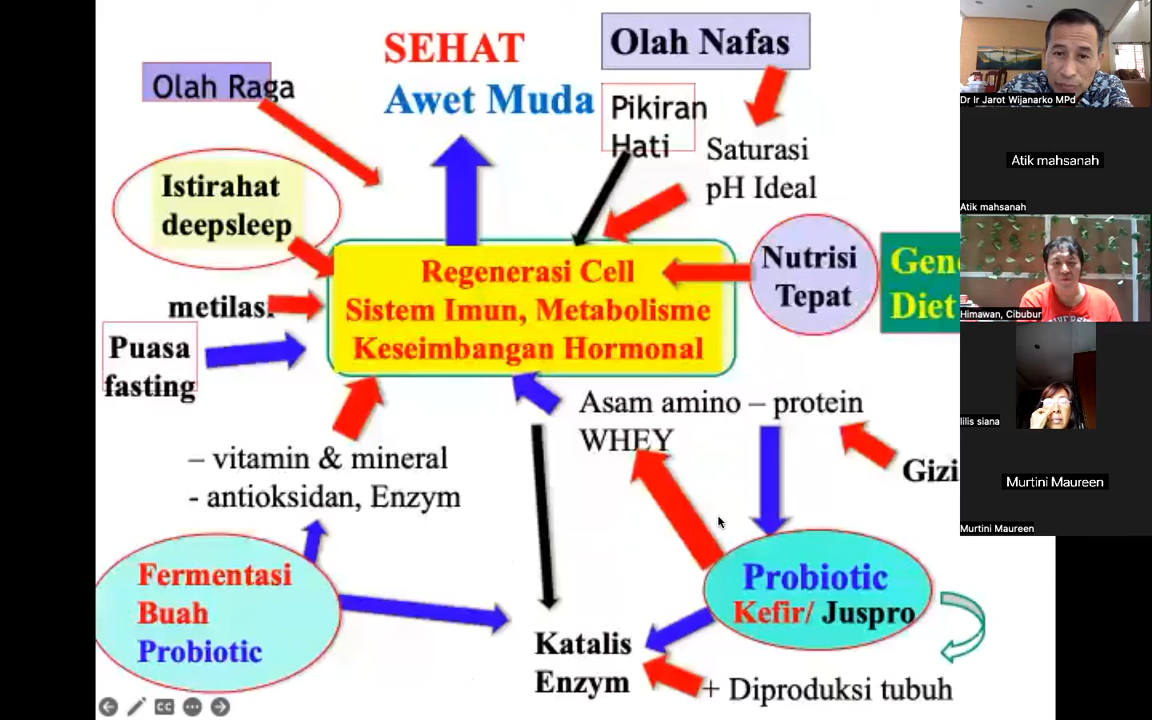 SEHAT
Awet Muda
Olah Nafas
Olah Raga
Pikiran
Hati
Saturasi
pH Ideal
Istirahat
deepsleep
Regenerasi Cell
Sistem Imun, Metabolisme
Keseimbangan Hormonal
Nutrisi
Tepat
Gen
Diet
metilasi
Puasa
fasting
Asam amino – protein
WHEY
Gizi
– vitamin & mineral
- antioksidan, Enzym
Fermentasi
Buah
Probiotic
Probiotic
Kefir/ Juspro
Katalis
Enzym
+ Diproduksi tubuh
CC
Dr Ir Jarot Wijanarko MPd
Atik mahsanah
Atik mahsanah
Himawan, Cibubur
lilis siana
Murtini Maureen
Murtini Maureen